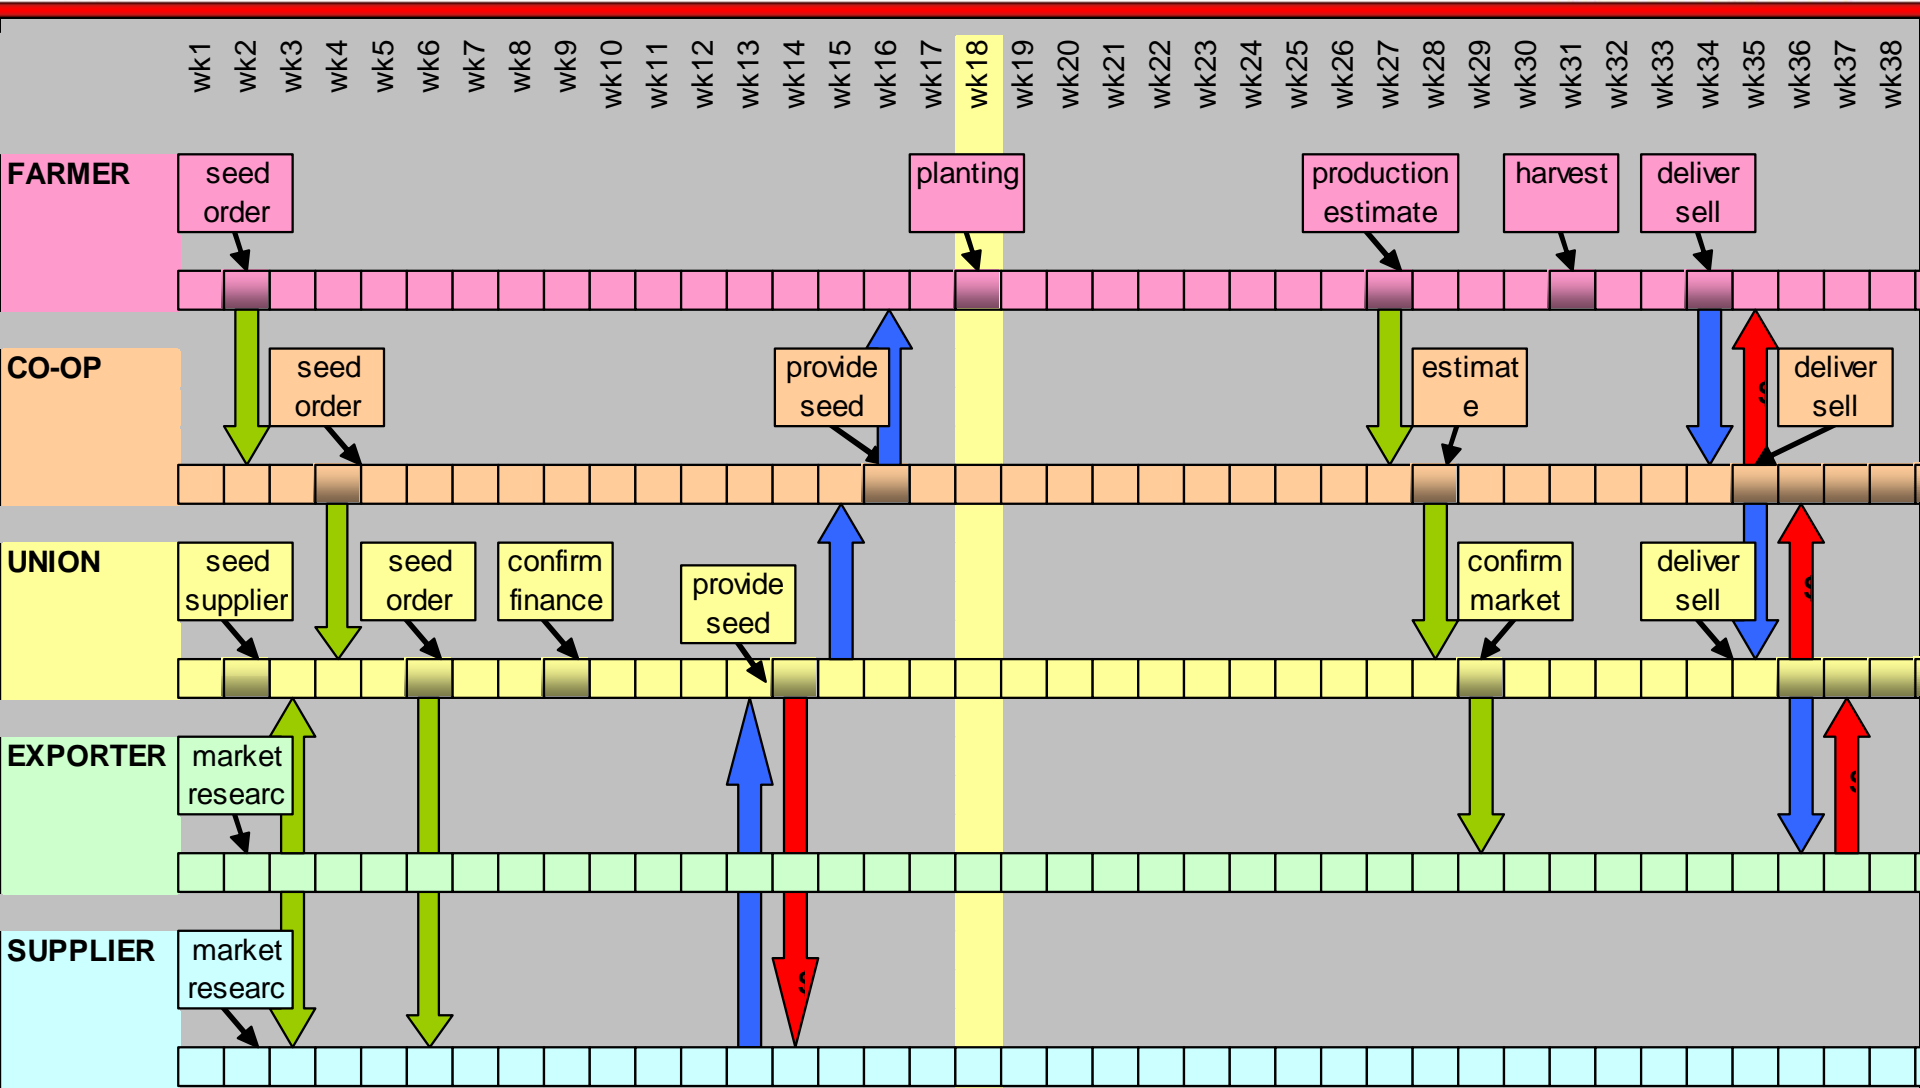 wk1 wk2 wk3 wk4 wk5 wk6 wk7 wk8 wk9 wk10 wk11 wk12 wk13 wk14 wk15 wk16 wk17 wk18 wk19 wk20 wk21 wk22 wk23 wk24 wk25 wk26 wk27 wk28 wk29 wk30 wk31 wk32 wk33 wk34 wk35 wk36 wk37 wk38
FARMER
seed
order
planting
production
estimate
harvest
deliver
sell
CO-OP
seed
order
provide
seed
estimat
e
deliver
sell
UNION
seed
supplier
seed
order
confirm
finance
provide
seed
confirm
market
deliver
sell
EXPORTER
market
researc
SUPPLIER
market
researc